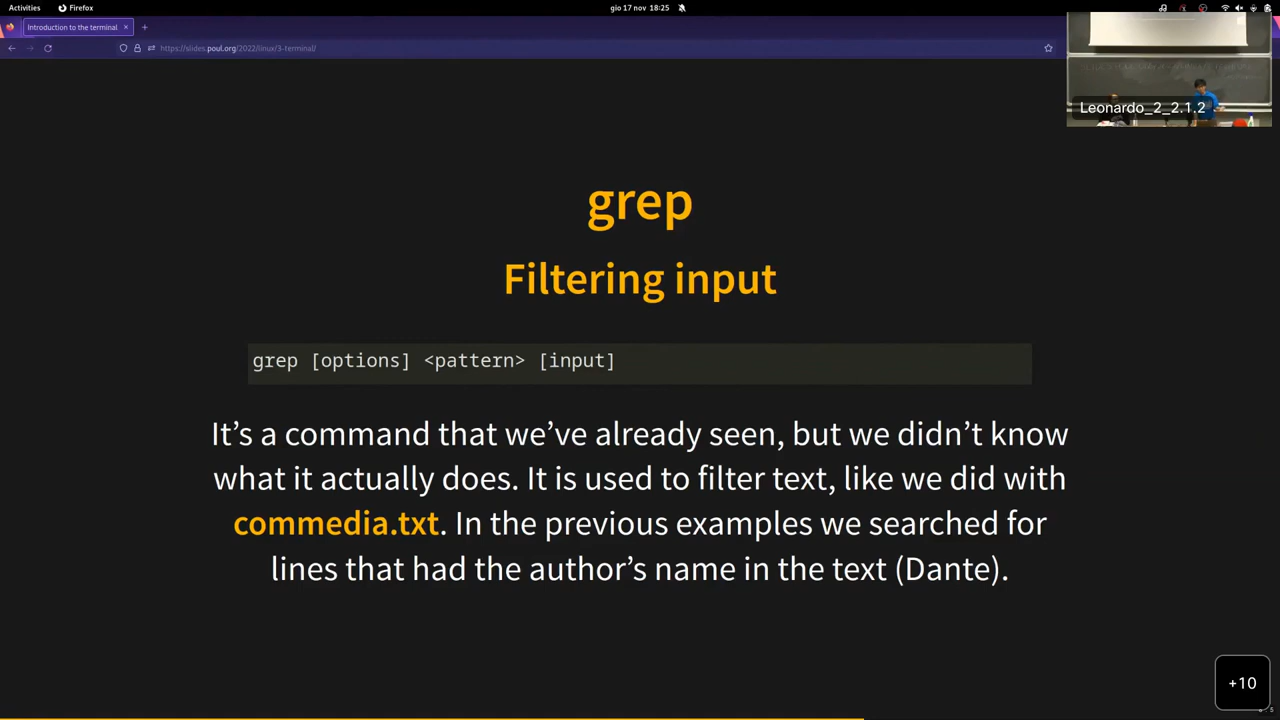 Activities
Firefox
gio 17 nov 18:25
Introduction to the terminal
https://slides.poul.org/2022/linux/3-terminal/
Leonardo_2_2.1.2
grep
Filtering input
grep [options] <pattern> [input]
It’s a command that we’ve already seen, but we didn’t know
what it actually does. It is used to filter text, like we did with
commedia.txt. In the previous examples we searched for
lines that had the author’s name in the text (Dante).
+10